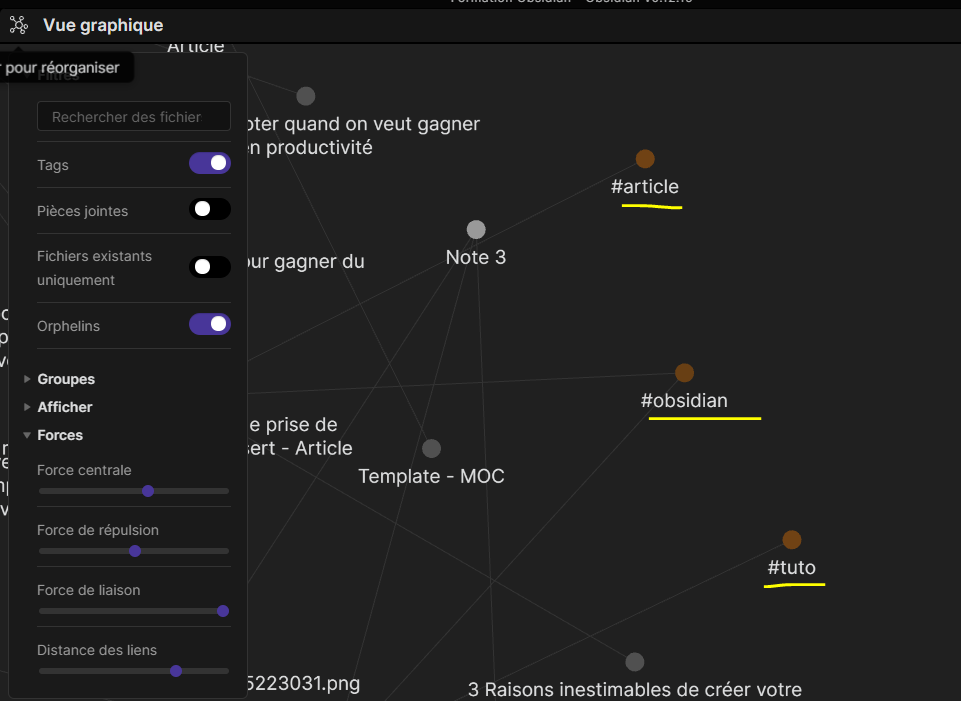 Formation Obsidian - Obsidian v0.12.10
Vue graphique
Article
pour réorganiser
Filtres
Rechercher des fichier
Tags
Pièces jointes
Fichiers existants
uniquement
Orphelins
Groupes
Afficher
Forces
Force centrale
Force de répulsion
Force de liaison
Distance des liens
oter quand on veut gagner
en productivité
#article
Note 3
our gagner du
#obsidian
e prise de
sert - Article
Template - MOC
#tuto
5223031.png
3 Raisons inestimables de créer votre